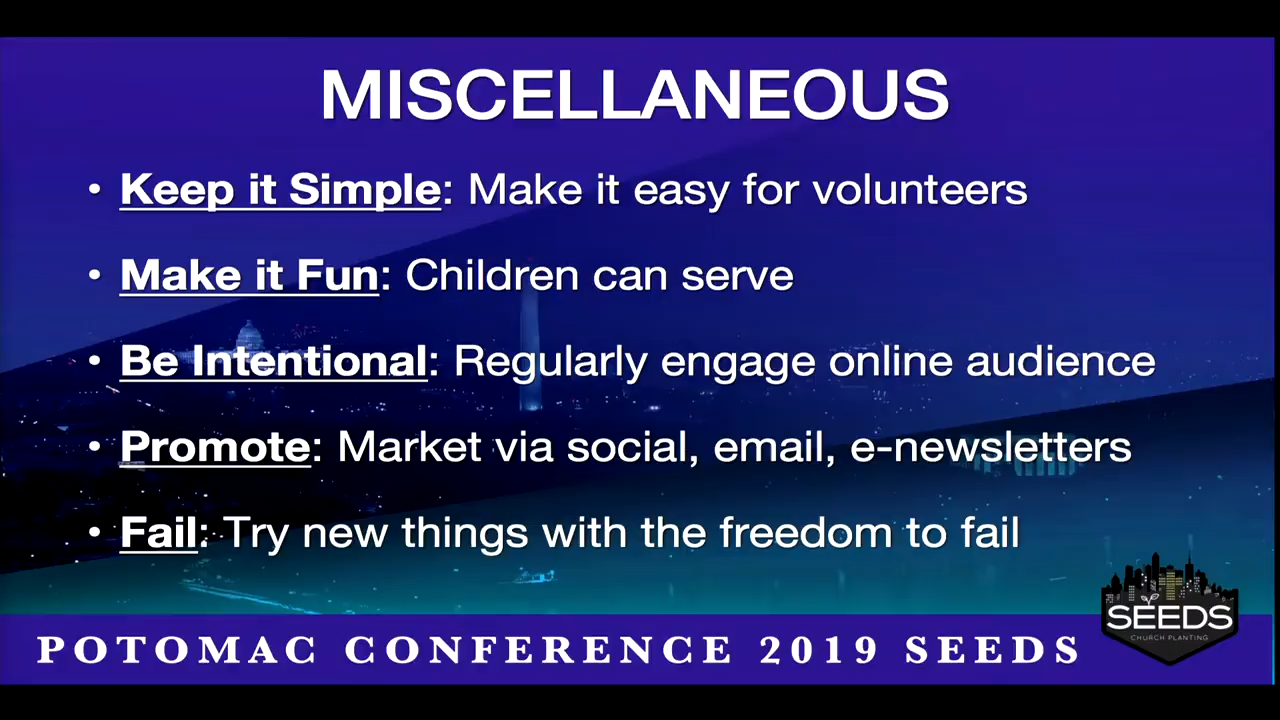 MISCELLANEOUS
• Keep it Simple: Make it easy for volunteers
• Make it Fun: Children can serve
• Be Intentional: Regularly engage online audience
• Promote: Market via social, email, e-newsletters
• Fail: Try new things with the freedom to fail
SEEDS
CHURCH PLANTING
POTOMAC CONFERENCE 2019 SEEDS